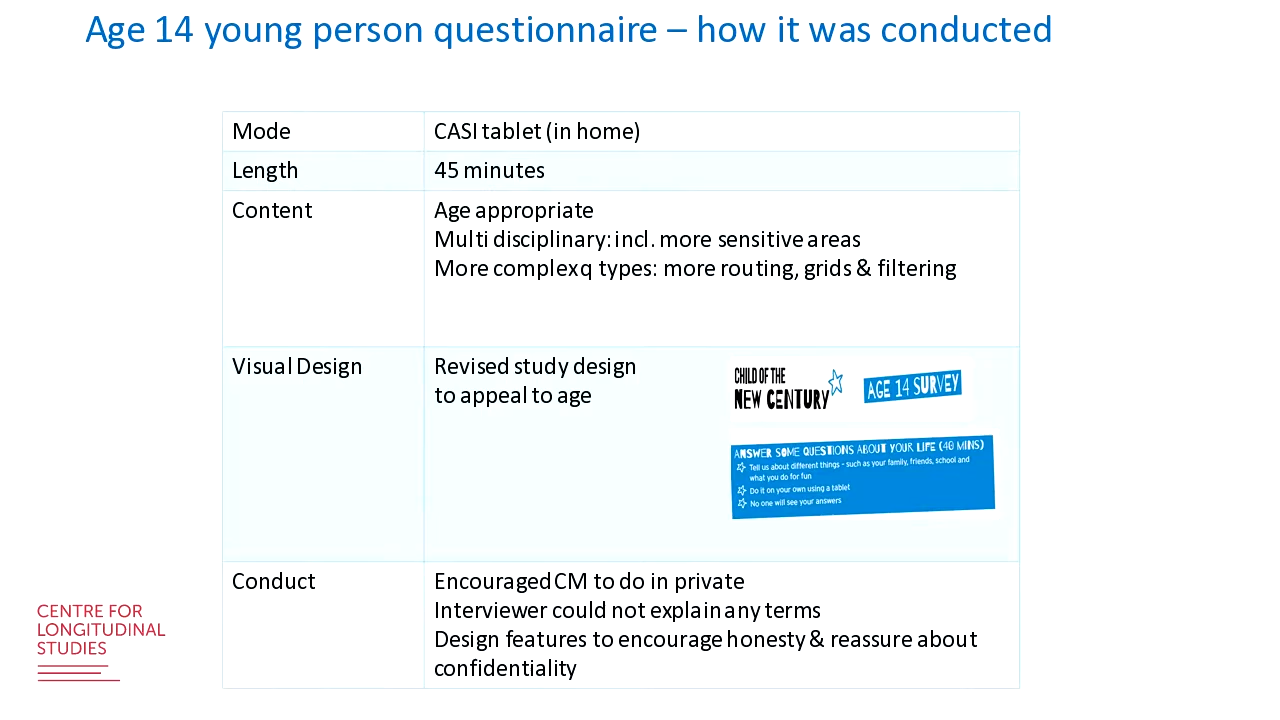 Age 14 young person questionnaire – how it was conducted
Mode
CASI tablet (in home)
Length
45 minutes
Content
Age appropriate
Multi disciplinary: incl. more sensitive areas
More complex q types: more routing, grids & filtering
Visual Design
Revised study design
to appeal to age
CHILD OF THE
NEW CENTURY
AGE 14 SURVEY
ANSWER SOME QUESTIONS ABOUT YOUR LIFE (40 MINS)
Tell us about different things - such as your family, friends, school and
what you do for fun
Do it on your own using a tablet
No one will see your answers
Conduct
Encouraged CM to do in private
Interviewer could not explain any terms
Design features to encourage honesty & reassure about
confidentiality
CENTRE FOR
LONGITUDINAL
STUDIES